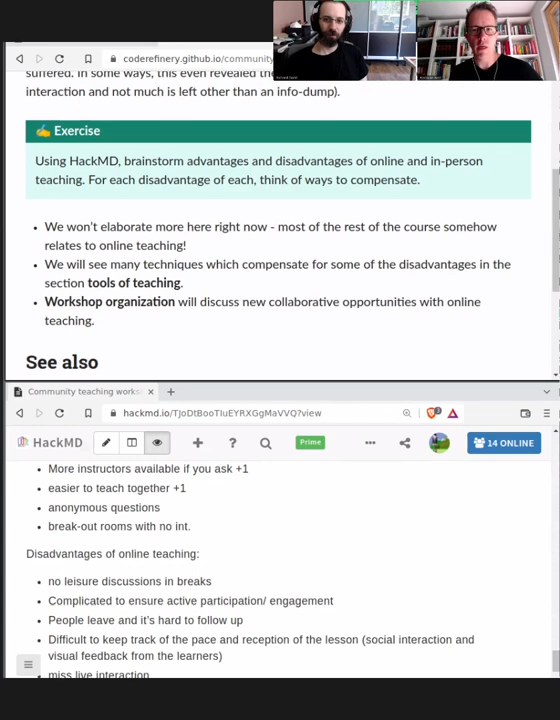 coderefinery.github.io/community
suffered. In some ways, this even revealed the
interaction and not much is left other than an info-dump).
✍️ Exercise
Using HackMD, brainstorm advantages and disadvantages of online and in-person
teaching. For each disadvantage of each, think of ways to compensate.
• We won't elaborate more here right now - most of the rest of the course somehow
relates to online teaching!
• We will see many techniques which compensate for some of the disadvantages in the
section tools of teaching.
• Workshop organization will discuss new collaborative opportunities with online
teaching.
See also
Community teaching works
hackmd.io/TJoDtBooTIuEYRXGgMaVVQ?view
HackMD
Prime
14 ONLINE
• More instructors available if you ask +1
• easier to teach together +1
• anonymous questions
• break-out rooms with no int.
Disadvantages of online teaching:
• no leisure discussions in breaks
• Complicated to ensure active participation/ engagement
• People leave and it's hard to follow up
• Difficult to keep track of the pace and reception of the lesson (social interaction and
visual feedback from the learners)
• miss live interaction